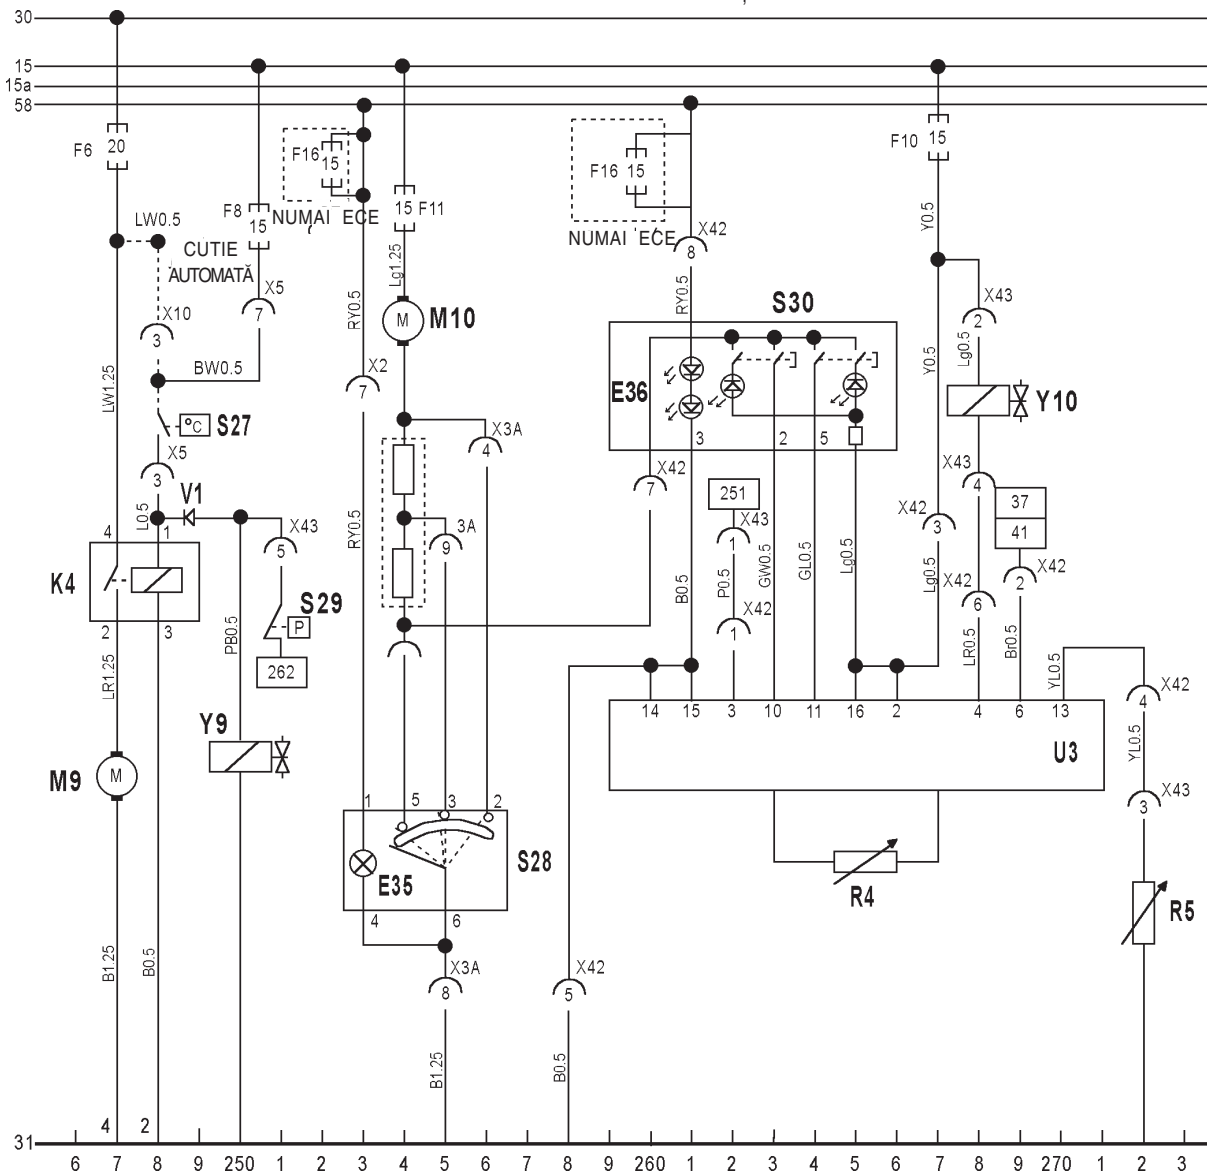 30
15
15a
58
F6 20
F16 15
15 F11
F16 15
F10 15
LW0.5
F8 15
NUMAI ECE
CUTIE
AUTOMATĂ
NUMAI ECE
X42
8
Y0.5
Lg1.25
X10
3
X5
7
RY0.5
M M10
RY0.5
S30
X43
2
BW0.5
LW1.25
X2
7
E36
Y0.5
Lg0.5
Y10
°C S27
X3A
4
3 2 5
X5
3
X42
7
X43
4
V1
L0.5
X43
5
3A
9
251
X43
1
37
41
X42
3
4 1
RY0.5
B0.5
P0.5
GW0.5
GL0.5
Lg0.5
Lg0.5
X42
6
X42
2
K4
S29
P
X42
1
2 3
PB0.5
262
LR1.25
LR0.5
Br0.5
YL0.5
X42
4
14 15 3 10 11 16 2 4 6 13
U3
Y9
YL0.5
M9 M
X43
3
1 5 3 2
E35
S28
R4
R5
4 6
X3A
8
X42
5
B1.25
B0.5
B1.25
B0.5
4 2
31
6 7 8 9 250 1 2 3 4 5 6 7 8 9 260 1 2 3 4 5 6 7 8 9 270 1 2 3